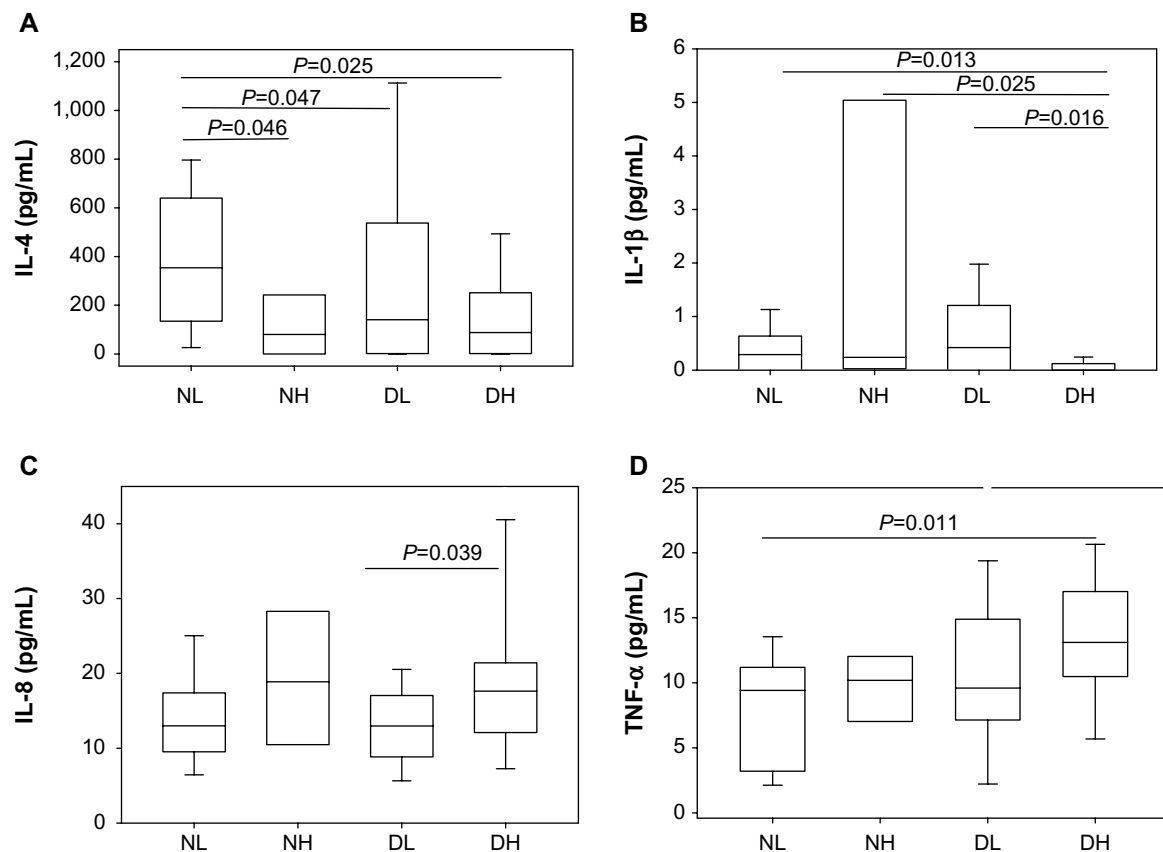 A
1,200
1,000
800
600
400
200
0
IL-4 (pg/mL)
P=0.025
P=0.047
P=0.046
NL NH DL DH
B
6
5
4
3
2
1
0
IL-1β (pg/mL)
P=0.013
P=0.025
P=0.016
NL NH DL DH
C
40
30
20
10
0
IL-8 (pg/mL)
P=0.039
NL NH DL DH
D
25
20
15
10
5
0
TNF-α (pg/mL)
P=0.011
NL NH DL DH